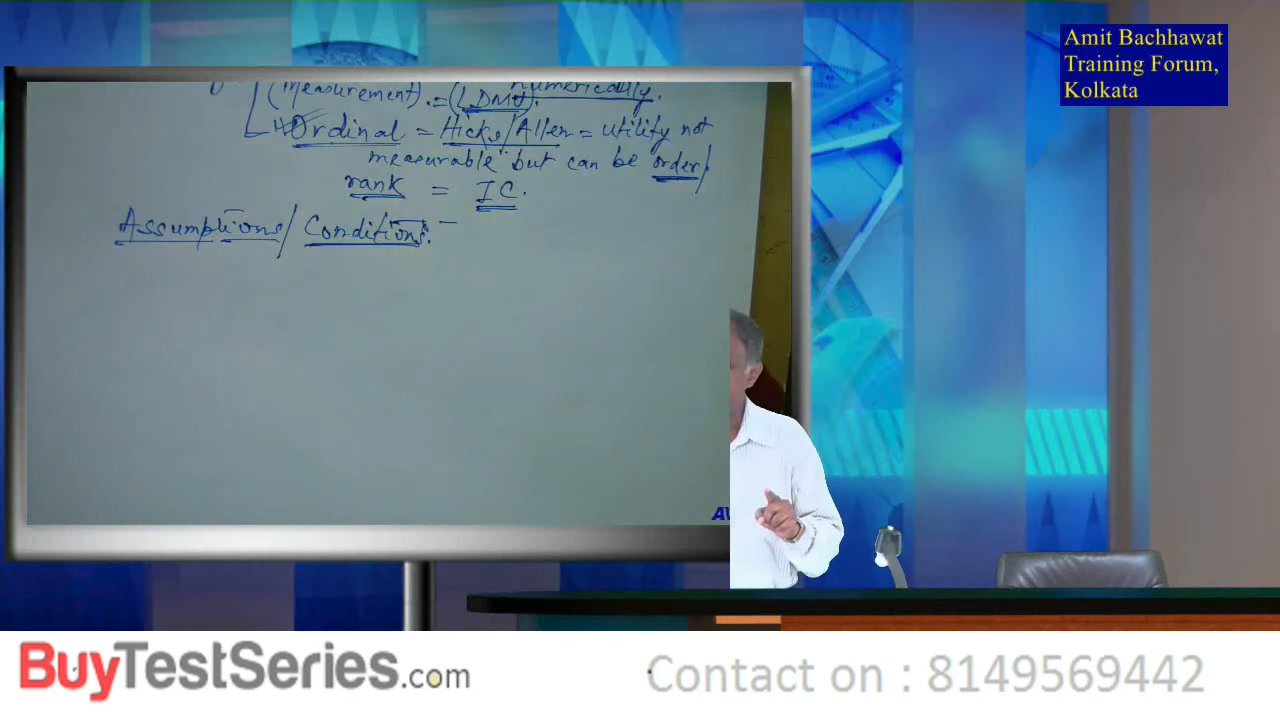 Amit Bachhawat
Training Forum,
Kolkata
(Measurement). = (LDMU). numerically.
Ordinal = Hicks/Allen = utility not
measurable but can be order/
rank = IC.
Assumptions/Conditions. –
BuyTestSeries.com
Contact on : 8149569442